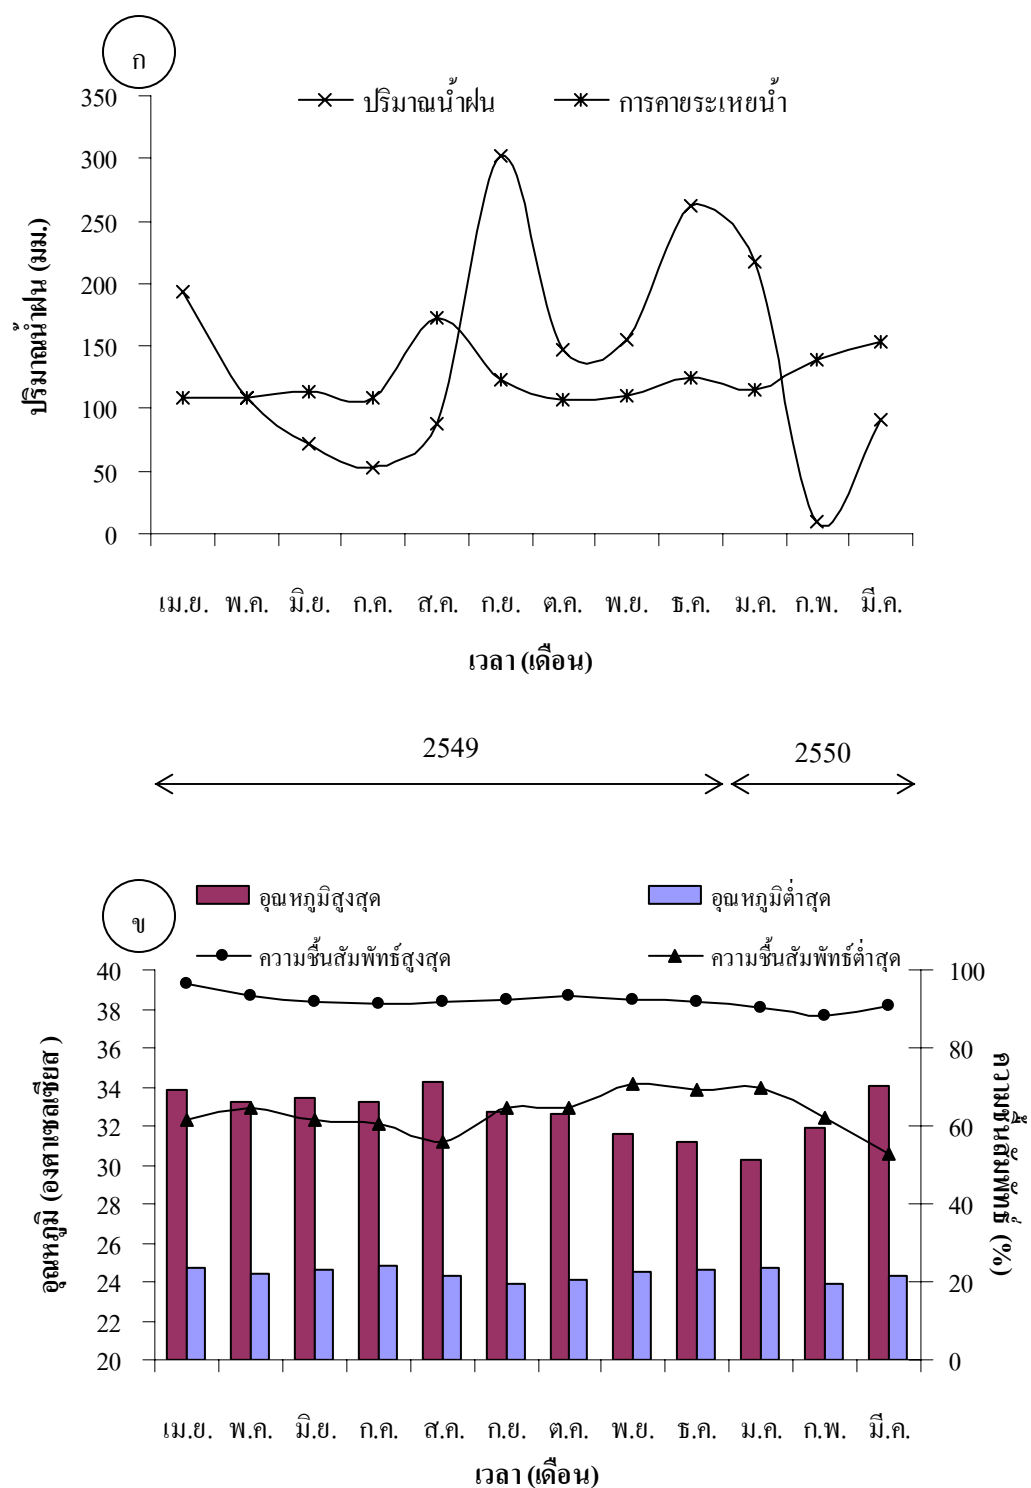 ก
ปริมาณน้ำฝน การคายระเหยน้ำ
350
300
250
200
150
100
50
0
ปริมาณน้ำฝน (มม.)
เม.ย. พ.ค. มิ.ย. ก.ค. ส.ค. ก.ย. ต.ค. พ.ย. ธ.ค. ม.ค. ก.พ. มี.ค.
เวลา (เดือน)
2549 2550
ข
อุณหภูมิสูงสุด อุณหภูมิต่ำสุด
ความชื้นสัมพัทธ์สูงสุด ความชื้นสัมพัทธ์ต่ำสุด
40
38
36
34
32
30
28
26
24
22
20
อุณหภูมิ (องศาเซลเซียส )
100
80
60
40
20
0
ความชื้นสัมพัทธ์ (%)
เม.ย. พ.ค. มิ.ย. ก.ค. ส.ค. ก.ย. ต.ค. พ.ย. ธ.ค. ม.ค. ก.พ. มี.ค.
เวลา (เดือน)